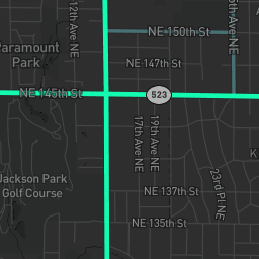 12th Ave NE
NE 150th St
Paramount
Park
NE 147th St
NE 145th St
523
17th Ave NE
19th Ave NE
Jackson Park
Golf Course
NE 137th St
23rd Pl NE
NE 135th St